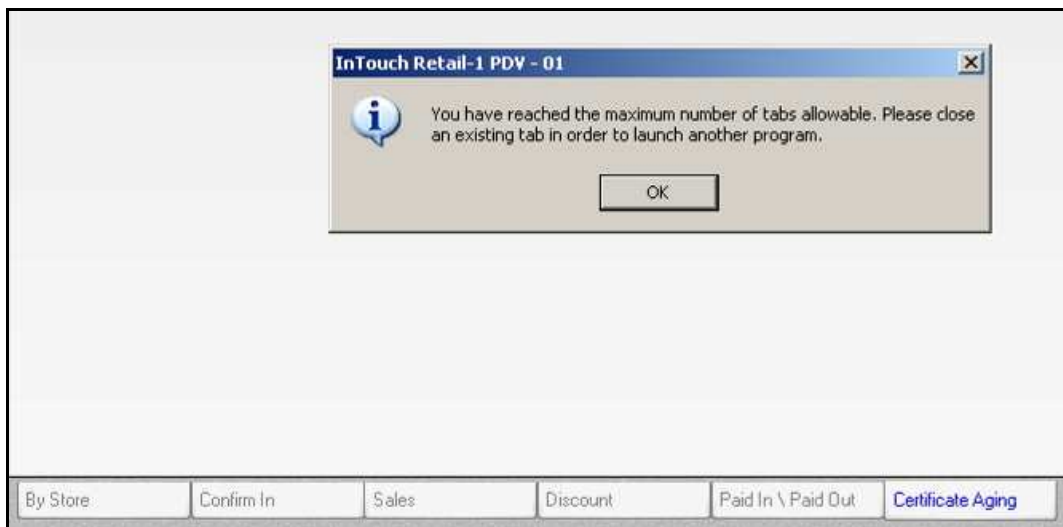 InTouch Retail-1 PDV - 01
You have reached the maximum number of tabs allowable. Please close
an existing tab in order to launch another program.
OK
By Store Confirm In Sales Discount Paid In \ Paid Out Certificate Aging